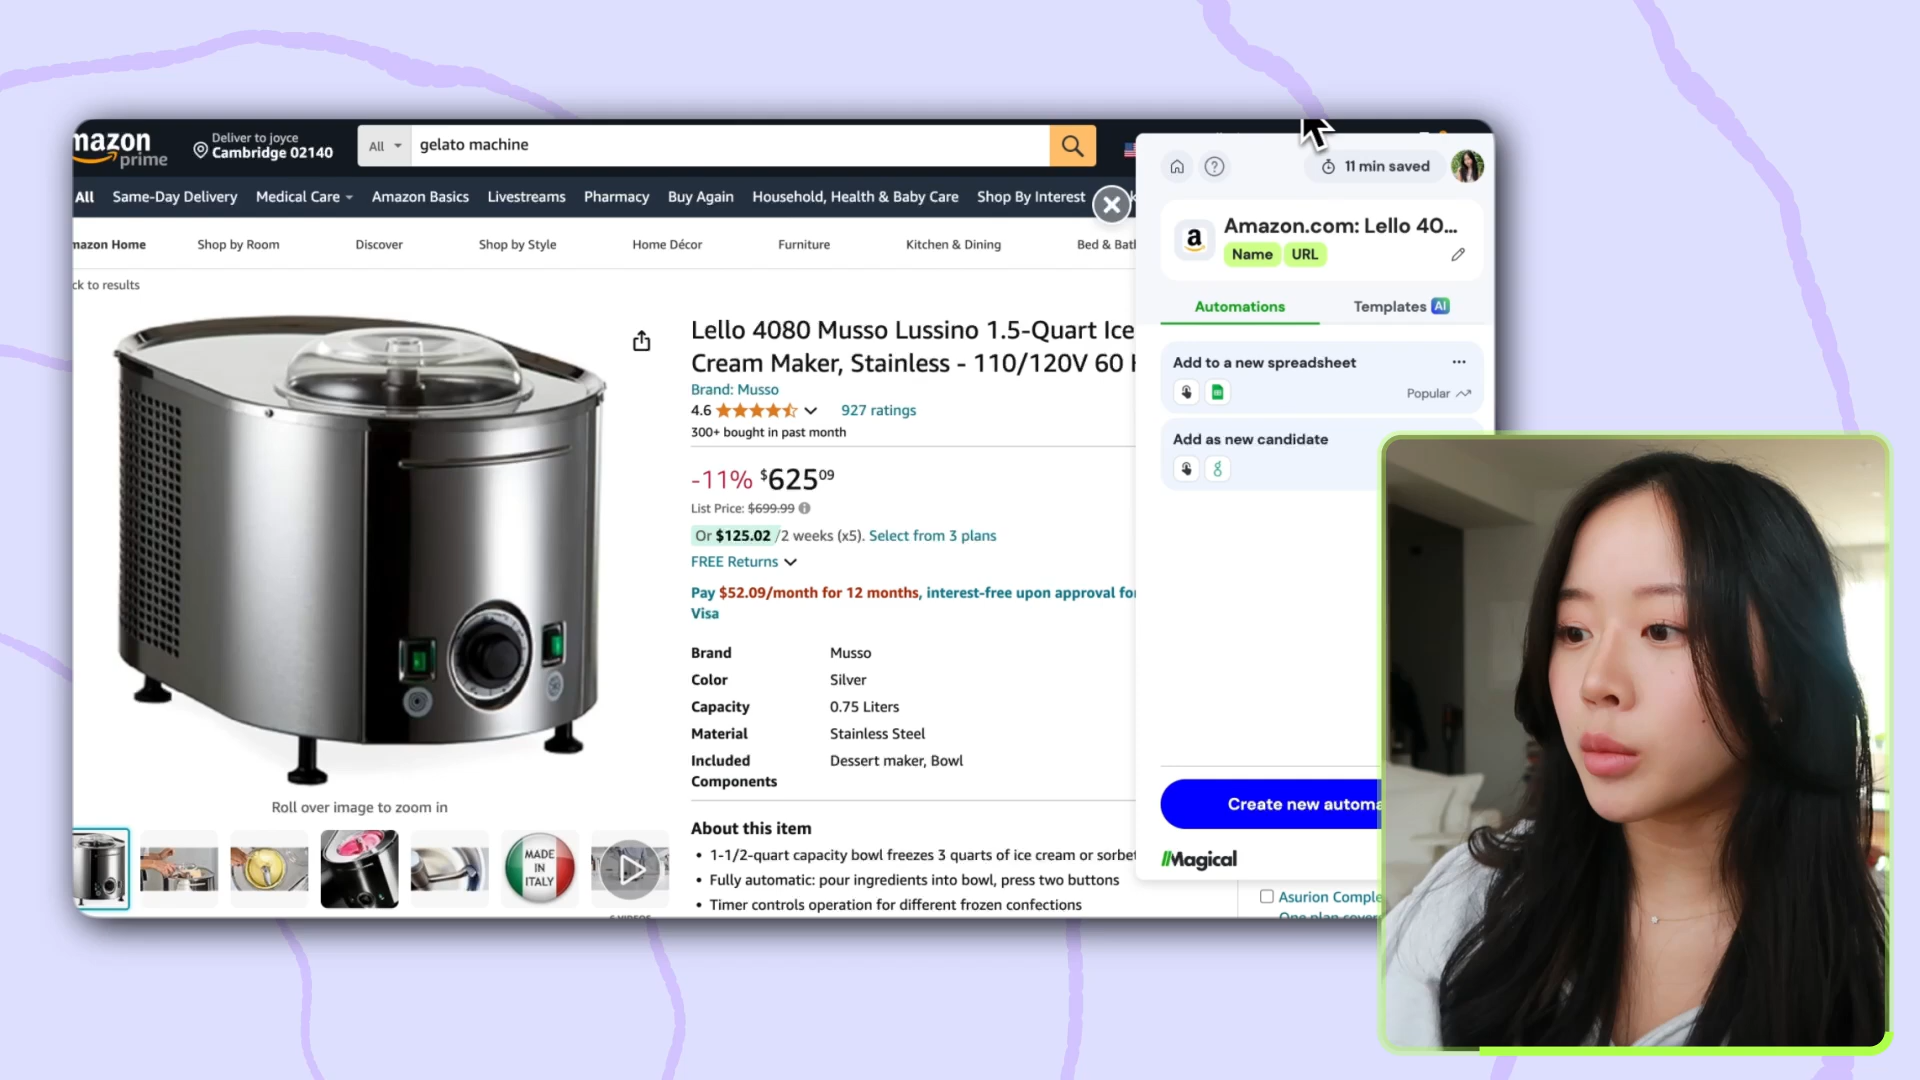 mazon
prime
Deliver to joyce
Cambridge 02140
All
gelato machine
All
Same-Day Delivery
Medical Care
Amazon Basics
Livestreams
Pharmacy
Buy Again
Household, Health & Baby Care
Shop By Interest
mazon Home
Shop by Room
Discover
Shop by Style
Home Décor
Furniture
Kitchen & Dining
Bed & Bat
ck to results
Lello 4080 Musso Lussino 1.5-Quart Ice
Cream Maker, Stainless - 110/120V 60
Brand: Musso
4.6
927 ratings
300+ bought in past month
-11% $625.09
List Price: $699.99
Or $125.02 /2 weeks (x5). Select from 3 plans
FREE Returns
Pay $52.09/month for 12 months, interest-free upon approval for
Visa
Brand Musso
Color Silver
Capacity 0.75 Liters
Material Stainless Steel
Included Dessert maker, Bowl
Components
Roll over image to zoom in
MADE
IN
ITALY
About this item
• 1-1/2-quart capacity bowl freezes 3 quarts of ice cream or sorbet
• Fully automatic: pour ingredients into bowl, press two buttons
• Timer controls operation for different frozen confections
11 min saved
a
Amazon.com: Lello 40...
Name URL
Automations
Templates AI
Add to a new spreadsheet
Popular
Add as new candidate
Create new automa
Magical
Asurion Comple